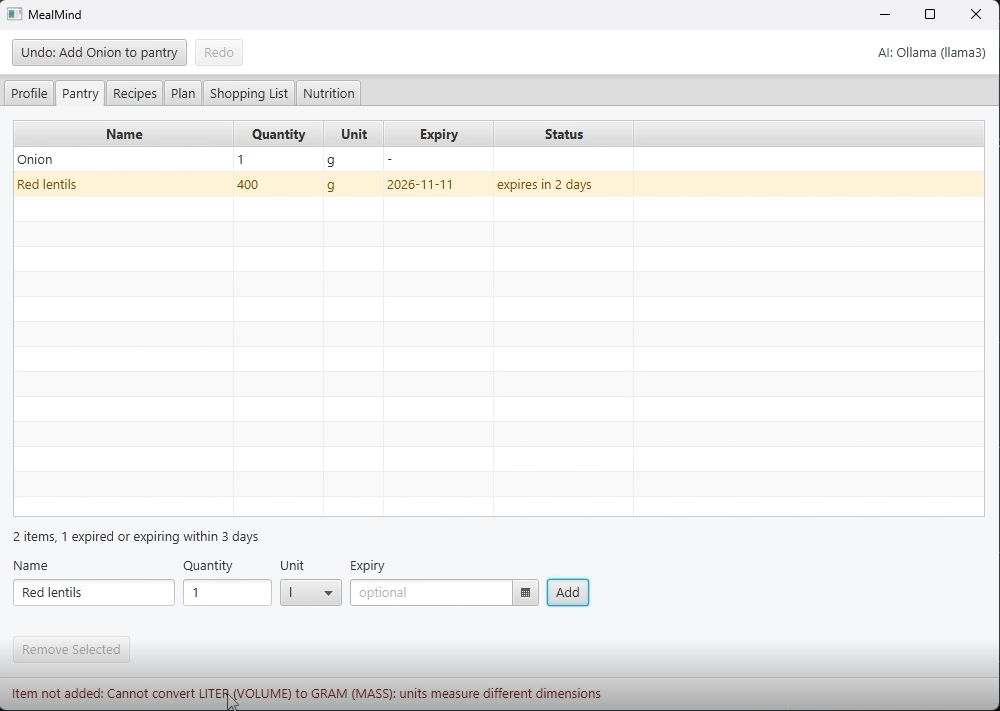 MealMind
Undo: Add Onion to pantry Redo AI: Ollama (llama3)
Profile Pantry Recipes Plan Shopping List Nutrition
Name Quantity Unit Expiry Status
Onion 1 g -
Red lentils 400 g 2026-11-11 expires in 2 days
2 items, 1 expired or expiring within 3 days
Name Quantity Unit Expiry
Red lentils 1 l optional Add
Remove Selected
Item not added: Cannot convert LITER (VOLUME) to GRAM (MASS): units measure different dimensions